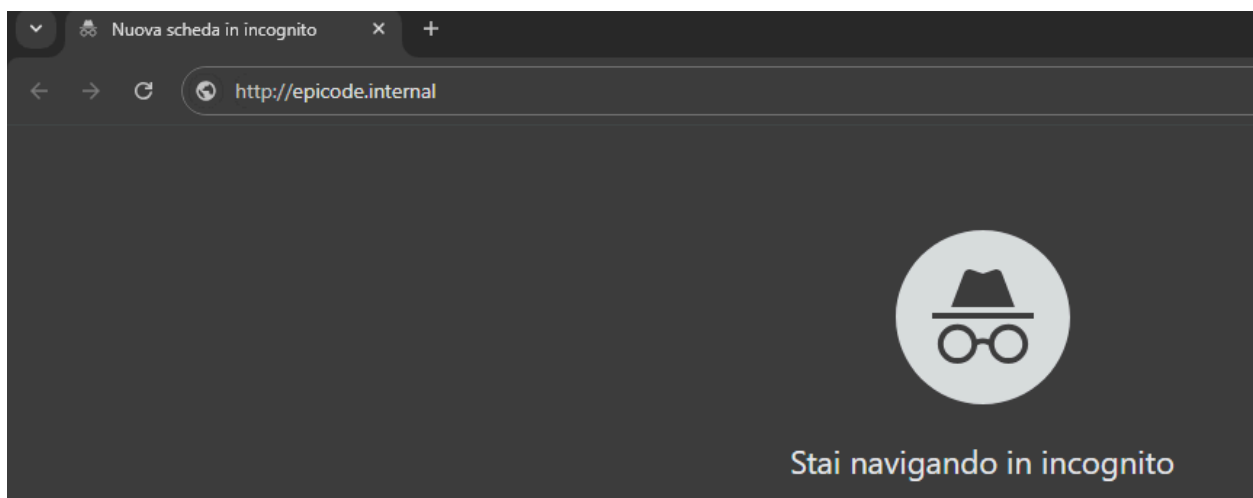 Nuova scheda in incognito
http://epicode.internal
Stai navigando in incognito